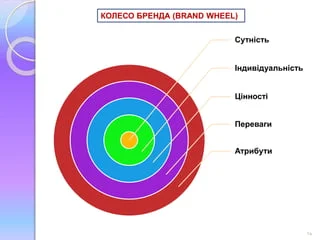 КОЛЕСО БРЕНДА (BRAND WHEEL)
Сутність
Індивідуальність
Цінності
Переваги
Атрибути